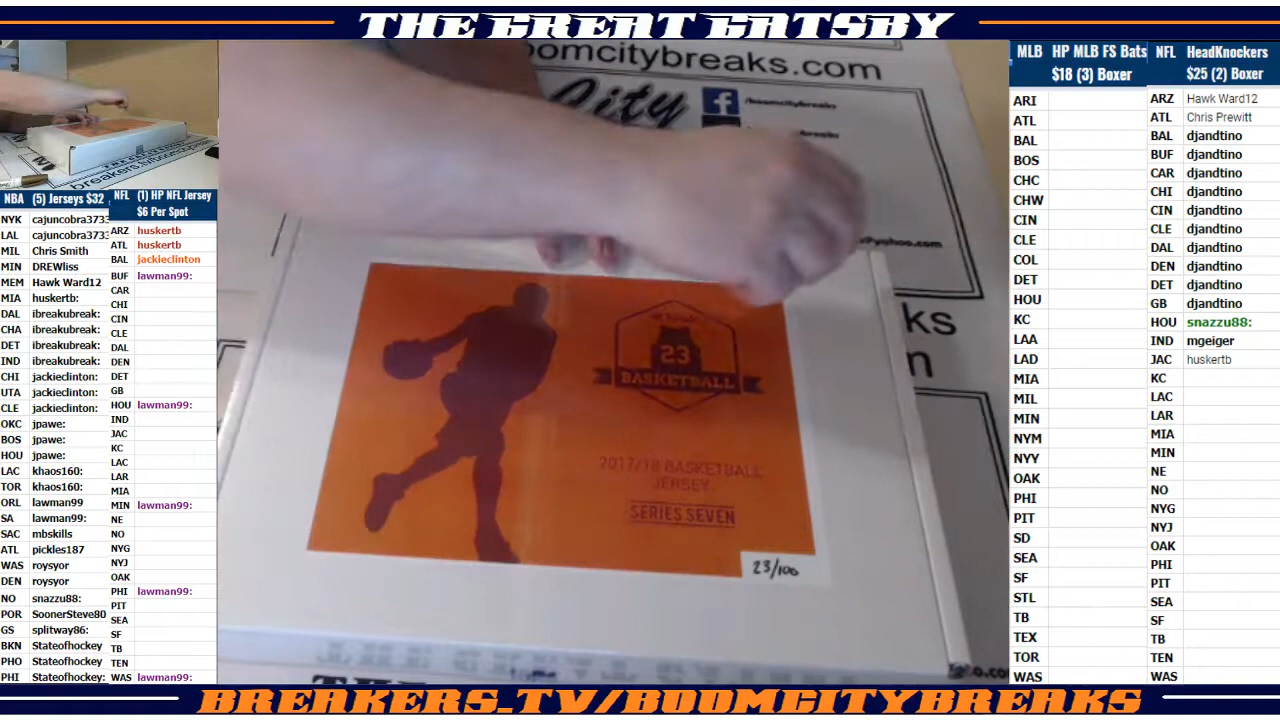 THE GREAT GATSBY
NBA (5) Jerseys $32
NYK cajuncobra373
LAL cajuncobra373
MIL Chris Smith
MIN DREWliss
MEM Hawk Ward12
MIA huskertb:
DAL ibreakubreak:
CHA ibreakubreak:
DET ibreakubreak:
IND ibreakubreak:
CHI jackieclinton:
UTA jackieclinton:
CLE jackieclinton:
OKC jpawe:
BOS jpawe:
HOU jpawe:
LAC khaos160:
TOR khaos160:
ORL lawman99
SA lawman99:
SAC mbskills
ATL pickles187
WAS roysyor
DEN roysyor
NO snazzu88:
POR SoonerSteve80
GS splitway86:
BKN Stateofhockey
PHO Stateofhockey
PHI Stateofhockey:
NFL (1) HP NFL Jersey
$6 Per Spot
ARZ huskertb
ATL huskertb
BAL jackieclinton
BUF lawman99:
CAR
CHI
CIN
CLE
DAL
DEN
DET
GB
HOU lawman99:
IND
JAC
KC
LAC
LAR
MIA
MIN lawman99:
NE
NO
NYG
NYJ
OAK
PHI lawman99:
PIT
SEA
SF
TB
TEN
WAS lawman99:
oomcitybreaks.com
City
/boomcitybreaks
23
BASKETBALL
2017/18 BASKETBALL
JERSEY
SERIES SEVEN
23/100
MLB HP MLB FS Bats
$18 (3) Boxer
ARI
ATL
BAL
BOS
CHC
CHW
CIN
CLE
COL
DET
HOU
KC
LAA
LAD
MIA
MIL
MIN
NYM
NYY
OAK
PHI
PIT
SD
SEA
SF
STL
TB
TEX
TOR
WAS
NFL HeadKnockers
$25 (2) Boxer
ARZ Hawk Ward12
ATL Chris Prewitt
BAL djandtino
BUF djandtino
CAR djandtino
CHI djandtino
CIN djandtino
CLE djandtino
DAL djandtino
DEN djandtino
DET djandtino
GB djandtino
HOU snazzu88:
IND mgeiger
JAC huskertb
KC
LAC
LAR
MIA
MIN
NE
NO
NYG
NYJ
OAK
PHI
PIT
SEA
SF
TB
TEN
WAS
BREAKERS.TV/BOOMCITYBREAKS